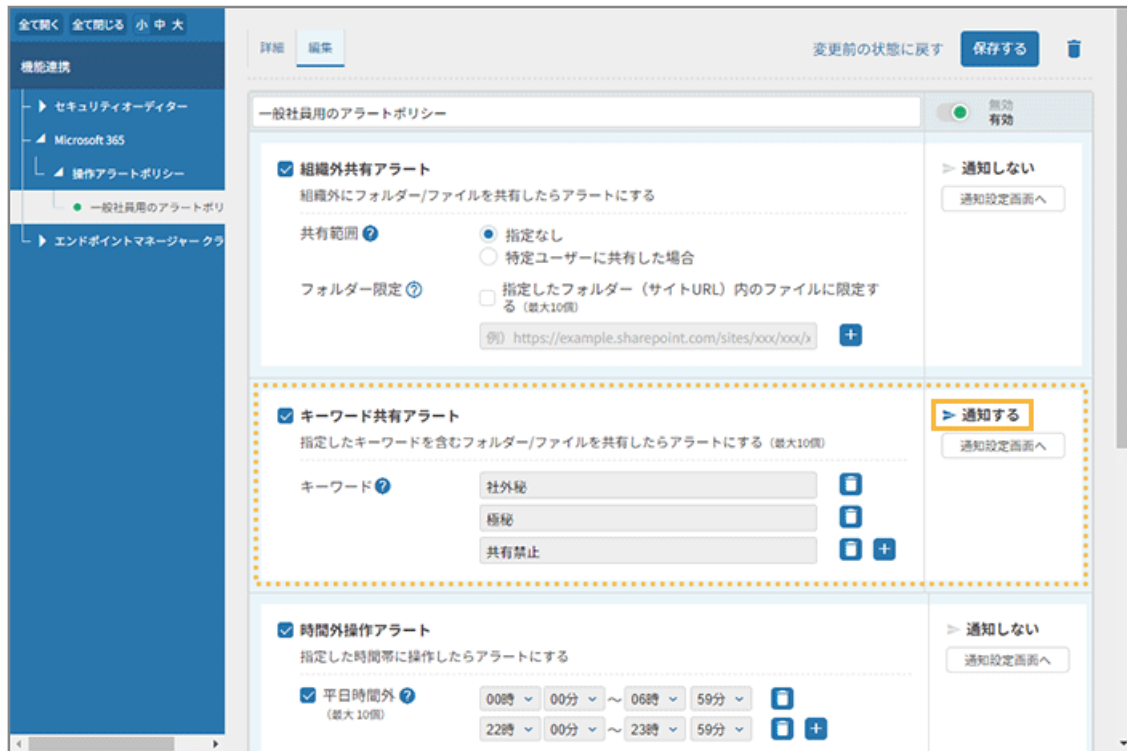 全て開く 全て閉じる 小 中 大
機能連携
セキュリティオーディター
Microsoft 365
操作アラートポリシー
一般社員用のアラートポリ
エンドポイントマネージャー クラ
詳細 編集 変更前の状態に戻す 保存する
一般社員用のアラートポリシー
無効
有効
組織外共有アラート
組織外にフォルダー/ファイルを共有したらアラートにする
通知しない
通知設定画面へ
共有範囲 ?
指定なし
特定ユーザーに共有した場合
フォルダー限定 ?
指定したフォルダー（サイトURL）内のファイルに限定す
る（最大10個）
例）https://example.sharepoint.com/sites/xxx/xxx/x
キーワード共有アラート
指定したキーワードを含むフォルダー/ファイルを共有したらアラートにする（最大10個）
通知する
通知設定画面へ
キーワード ?
社外秘
極秘
共有禁止
時間外操作アラート
指定した時間帯に操作したらアラートにする
通知しない
通知設定画面へ
平日時間外 ?
（最大 10個）
00時 00分 ～ 06時 59分
22時 00分 ～ 23時 59分